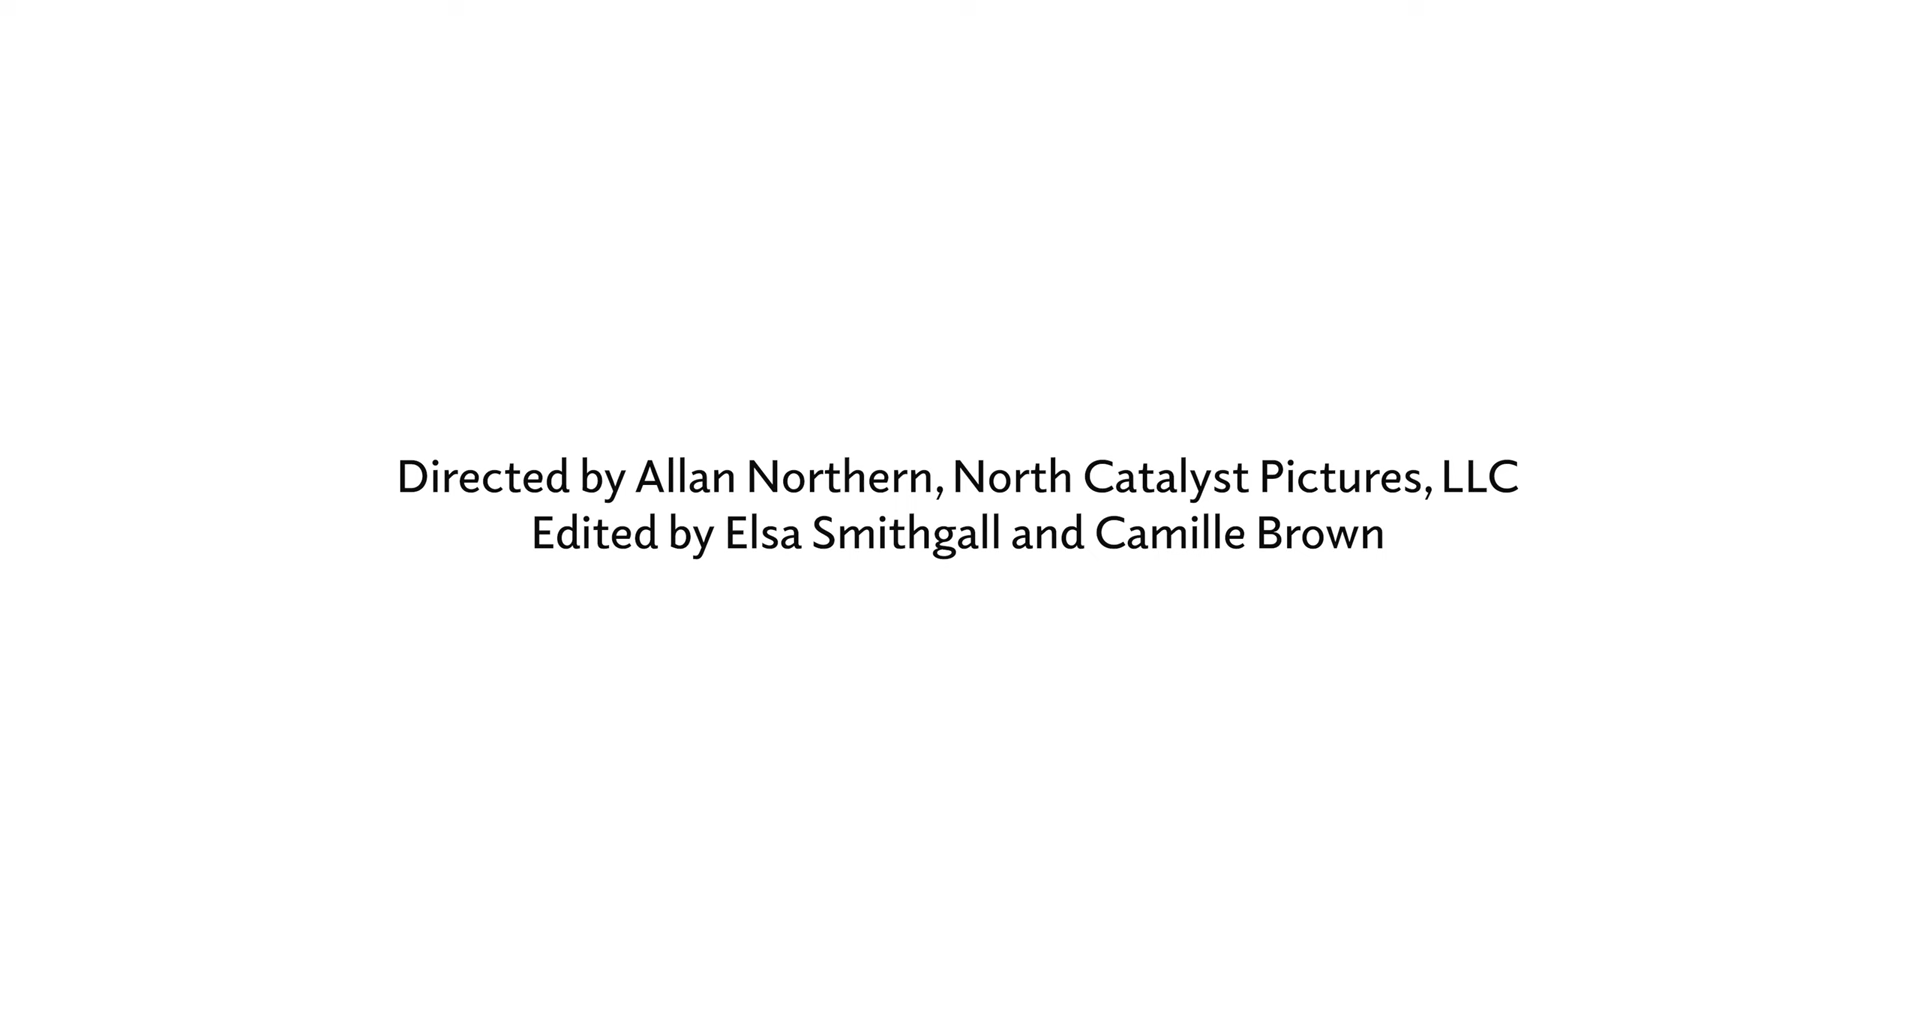 Directed by Allan Northern, North Catalyst Pictures, LLC
Edited by Elsa Smithgall and Camille Brown